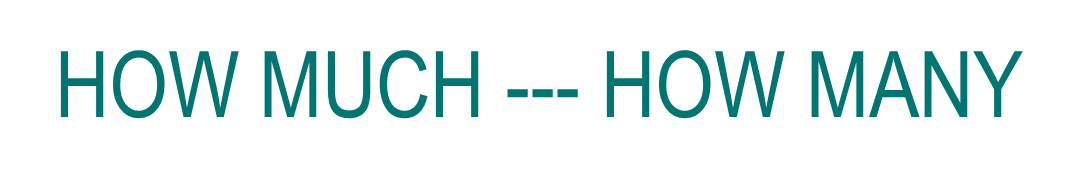 HOW MUCH --- HOW MANY